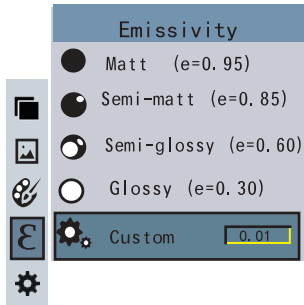 Emissivity
Matt (e=0.95)
Semi-matt (e=0.85)
Semi-glossy (e=0.60)
Glossy (e=0.30)
Custom 0.01
ε